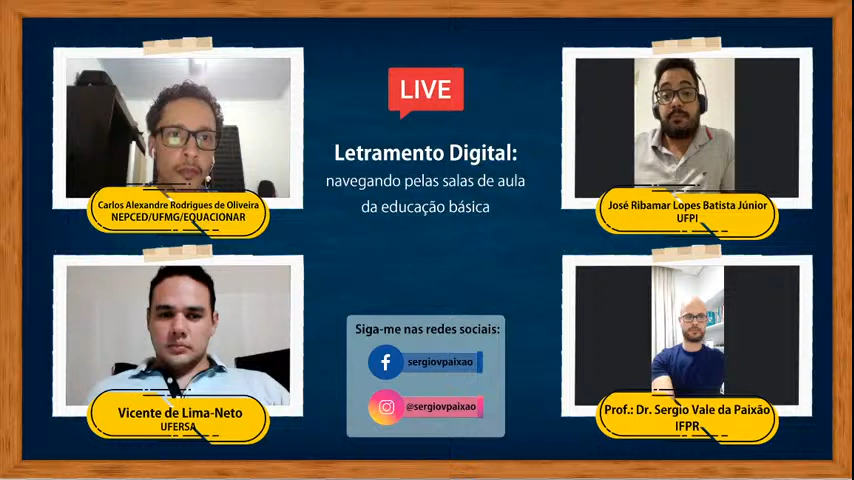 LIVE
Letramento Digital:
navegando pelas salas de aula
da educação básica
Carlos Alexandre Rodrigues de Oliveira
NEPCED/UFMG/EQUACIONAR
José Ribamar Lopes Batista Júnior
UFPI
Vicente de Lima-Neto
UFERSA
Siga-me nas redes sociais:
sergiovpaixao
@sergiovpaixao
Prof.: Dr. Sergio Vale da Paixão
IFPR